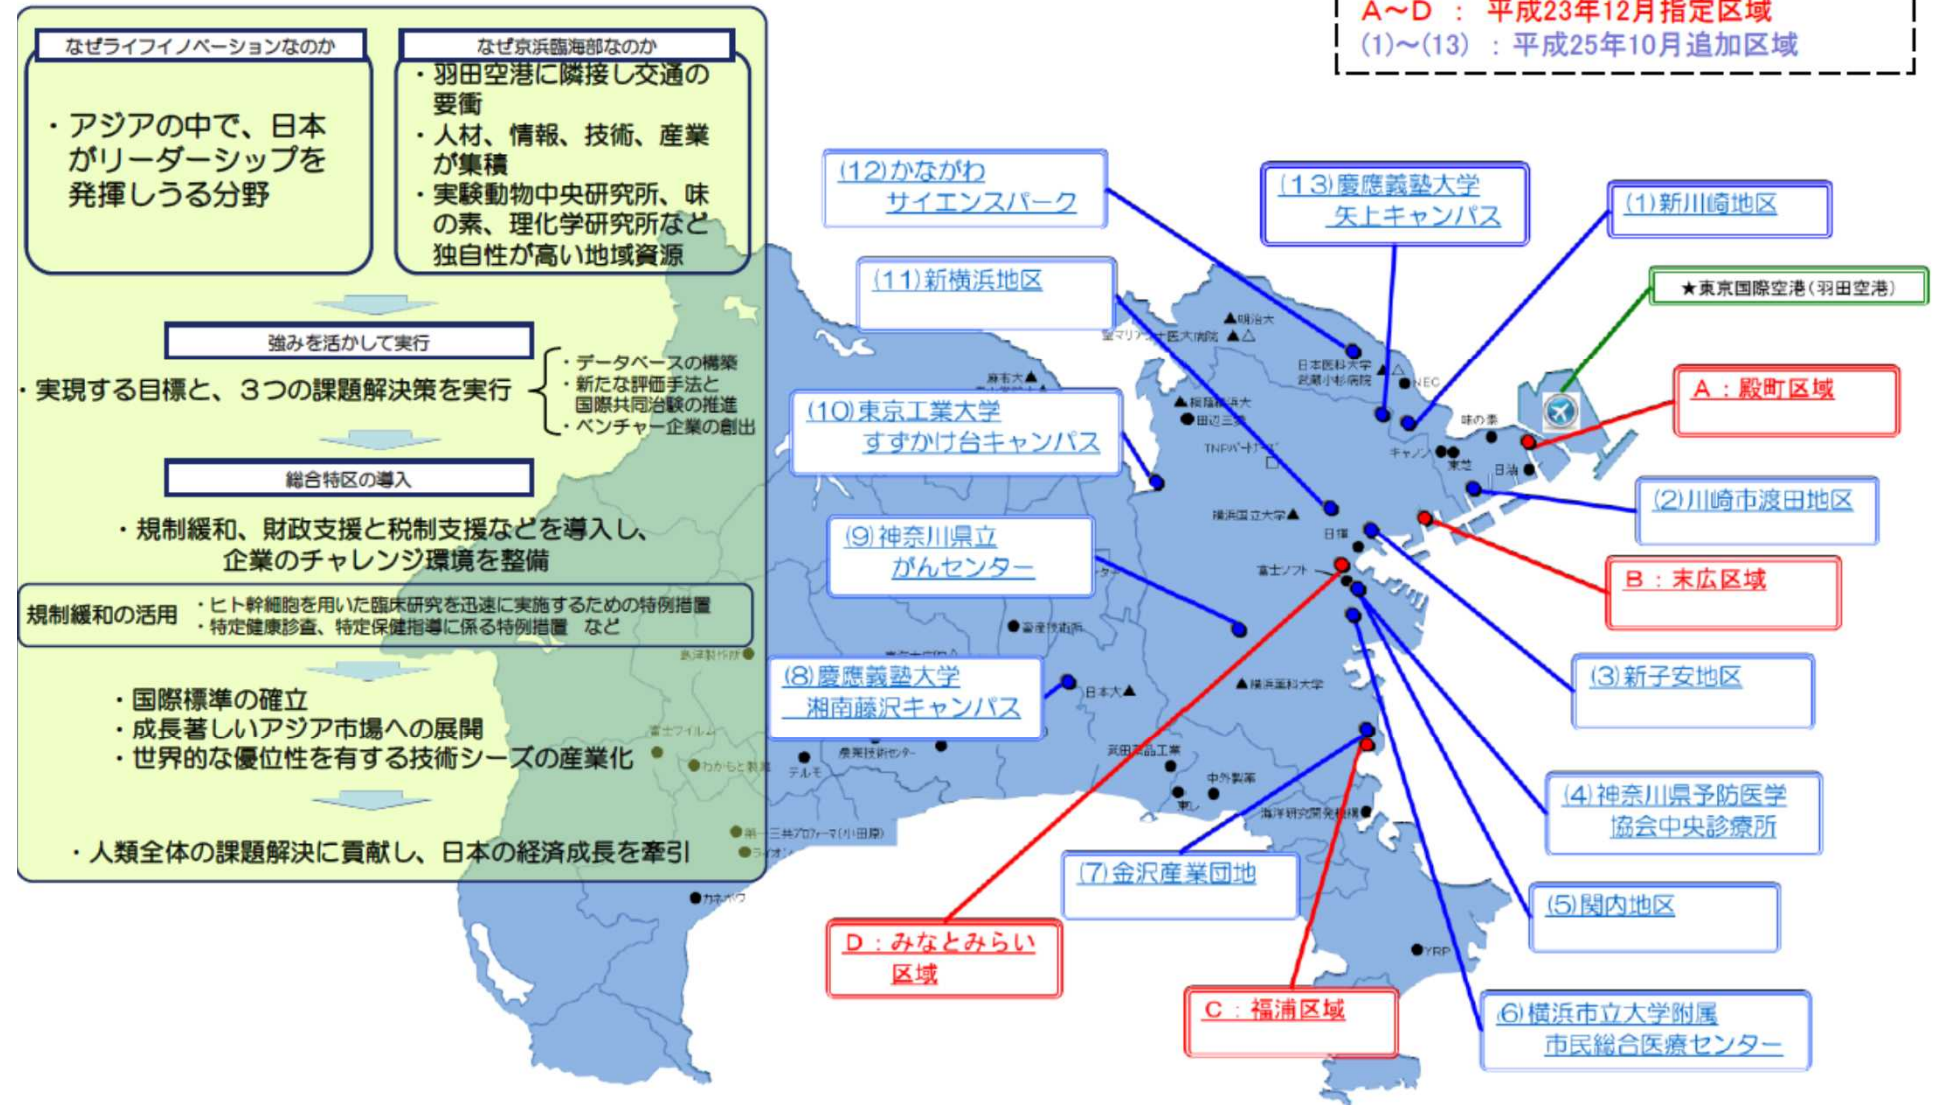 A～D ： 平成23年12月指定区域
(1)～(13) ：平成25年10月追加区域
なぜライフイノベーションなのか
・アジアの中で、日本
がリーダーシップを
発揮しうる分野
なぜ京浜臨海部なのか
・羽田空港に隣接し交通の
要衝
・人材、情報、技術、産業
が集積
・実験動物中央研究所、味
の素、理化学研究所など
独自性が高い地域資源
強みを活かして実行
・実現する目標と、３つの課題解決策を実行
・データベースの構築
・新たな評価手法と
国際共同治験の推進
・ベンチャー企業の創出
総合特区の導入
・規制緩和、財政支援と税制支援などを導入し、
企業のチャレンジ環境を整備
規制緩和の活用
・ヒト幹細胞を用いた臨床研究を迅速に実施するための特例措置
・特定健康診査、特定保健指導に係る特例措置 など
・国際標準の確立
・成長著しいアジア市場への展開
・世界的な優位性を有する技術シーズの産業化
・人類全体の課題解決に貢献し、日本の経済成長を牽引
(12)かながわ
サイエンスパーク
(13)慶應義塾大学
矢上キャンパス
(1)新川崎地区
(11)新横浜地区
★東京国際空港(羽田空港)
A：殿町区域
(10)東京工業大学
すずかけ台キャンパス
(2)川崎市渡田地区
(9)神奈川県立
がんセンター
B：末広区域
(3)新子安地区
(8)慶應義塾大学
湘南藤沢キャンパス
(4)神奈川県予防医学
協会中央診療所
(7)金沢産業団地
(5)関内地区
D：みなとみらい
区域
C：福浦区域
(6)横浜市立大学附属
市民総合医療センター
▲明治大
日本医科大学
武蔵小杉病院
▲△
●NEC
麻布大▲
味の素
キヤノン
東芝
日油
横浜国立大学▲
日揮
富士ソフト
●畜産技術所
日本大▲
▲横浜薬科大学
農業技術センター
テルモ
武田薬品工業
中外製薬
東レ
海洋研究開発機構
富士フイルム
●カネボウ
●YRP